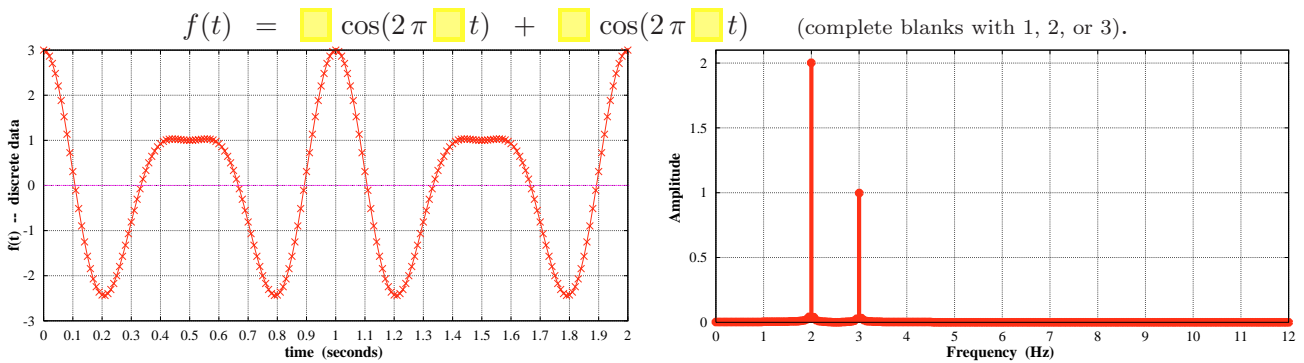 f(t) = cos(2 π t) + cos(2 π t) (complete blanks with 1, 2, or 3).
3
2
1
0
-1
-2
-3
f(t) -- discrete data
0 0.1 0.2 0.3 0.4 0.5 0.6 0.7 0.8 0.9 1 1.1 1.2 1.3 1.4 1.5 1.6 1.7 1.8 1.9 2
time (seconds)
2
1.5
1
0.5
0
Amplitude
0 1 2 3 4 5 6 7 8 9 10 11 12
Frequency (Hz)